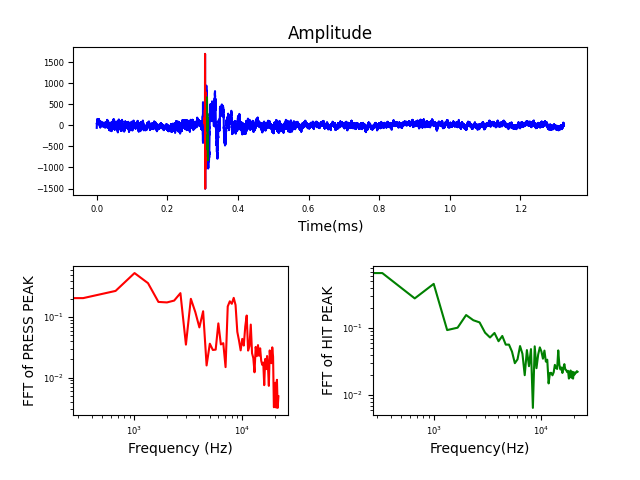 Amplitude
1500
1000
500
0
−500
−1000
−1500
0.0 0.2 0.4 0.6 0.8 1.0 1.2
Time(ms)
FFT of PRESS PEAK
10⁻¹
10⁻²
10³ 10⁴
Frequency (Hz)
FFT of HIT PEAK
10⁻¹
10⁻²
10³ 10⁴
Frequency(Hz)